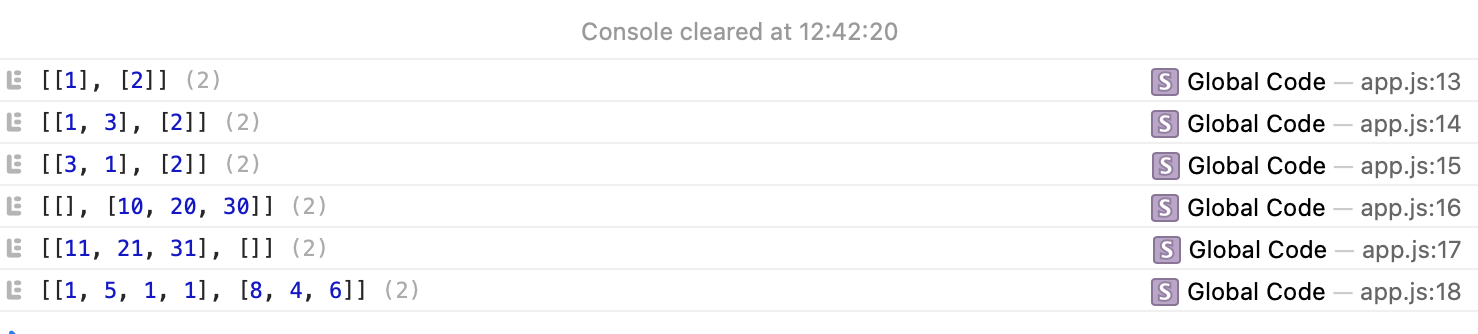 Console cleared at 12:42:20
[[1], [2]] (2) S Global Code — app.js:13
[[1, 3], [2]] (2) S Global Code — app.js:14
[[3, 1], [2]] (2) S Global Code — app.js:15
[[], [10, 20, 30]] (2) S Global Code — app.js:16
[[11, 21, 31], []] (2) S Global Code — app.js:17
[[1, 5, 1, 1], [8, 4, 6]] (2) S Global Code — app.js:18